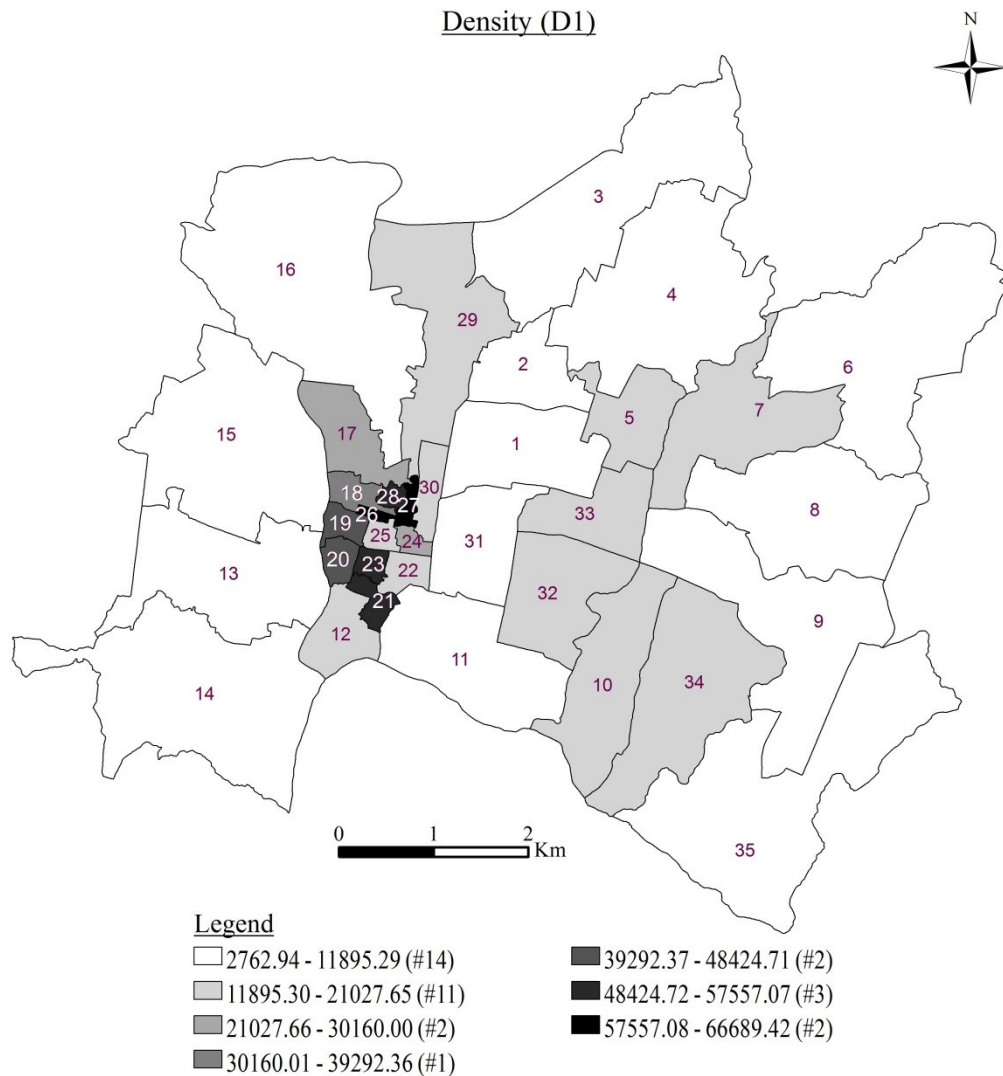 Density (D1)
N
3
16
4
29
6
2
7
5
15
17
1
18
28
30
8
26
27
33
19
25
24
31
20
23
22
13
32
21
12
9
11
10
34
14
0 1 2
Km
35
Legend
2762.94 - 11895.29 (#14)
11895.30 - 21027.65 (#11)
21027.66 - 30160.00 (#2)
30160.01 - 39292.36 (#1)
39292.37 - 48424.71 (#2)
48424.72 - 57557.07 (#3)
57557.08 - 66689.42 (#2)